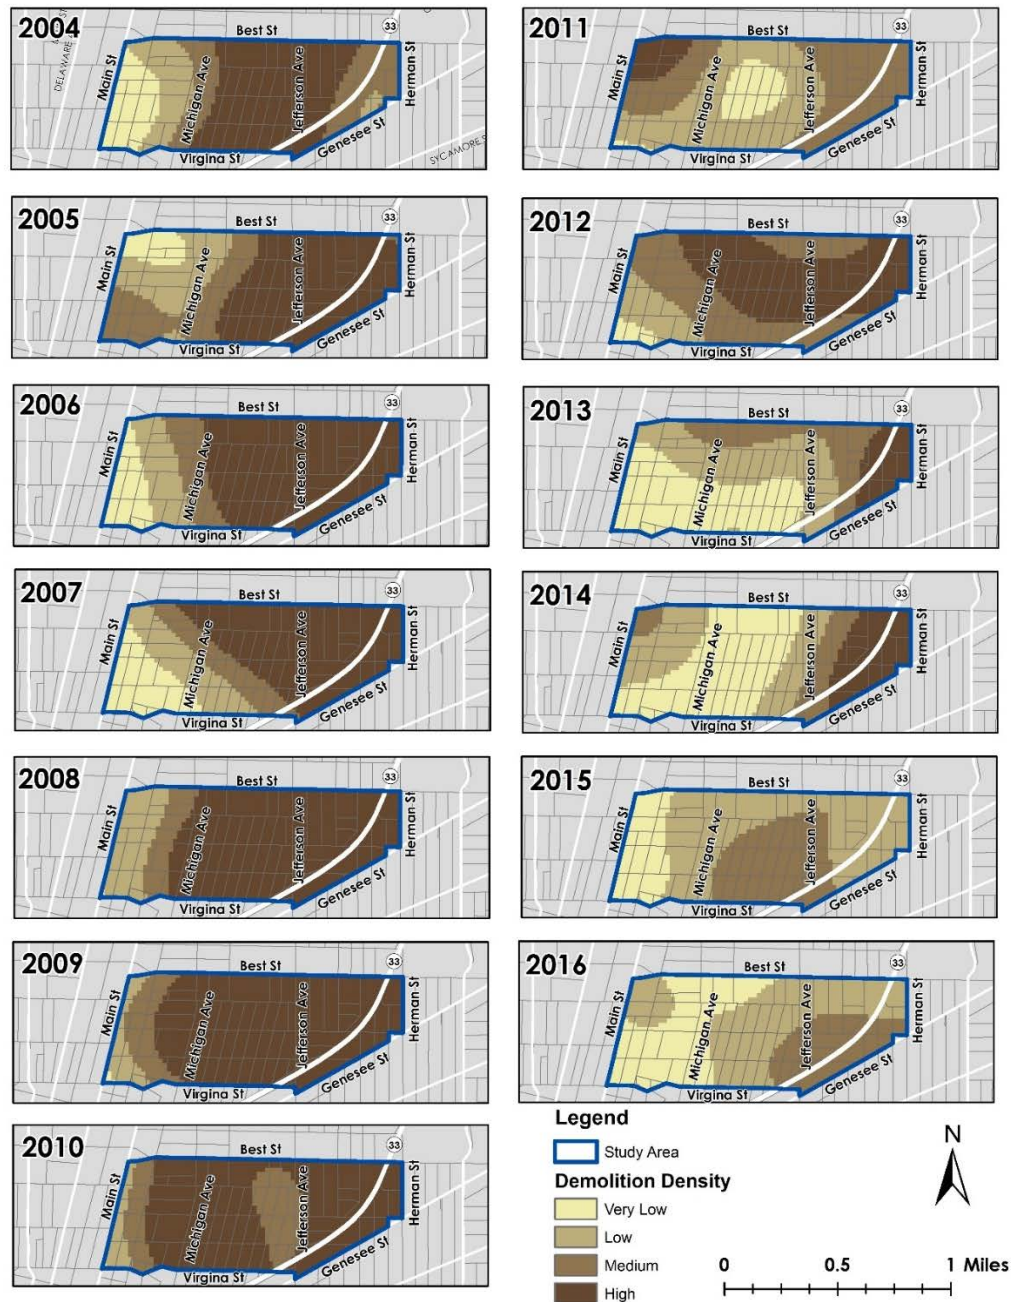 2004
DELAWARE
Best St
33
Main St
Michigan Ave
Jefferson Ave
Herman St
Virgina St
Genesee St
SYCAMORE S
2005
Best St
33
Main St
Michigan Ave
Jefferson Ave
Herman St
Virgina St
Genesee St
2006
Best St
33
Main St
Michigan Ave
Jefferson Ave
Herman St
Virgina St
Genesee St
2007
Best St
33
Main St
Michigan Ave
Jefferson Ave
Herman St
Virgina St
Genesee St
2008
Best St
33
Main St
Michigan Ave
Jefferson Ave
Herman St
Virgina St
Genesee St
2009
Best St
33
Main St
Michigan Ave
Jefferson Ave
Herman St
Virgina St
Genesee St
2010
Best St
33
Main St
Michigan Ave
Jefferson Ave
Herman St
Virgina St
Genesee St
2011
Best St
33
Main St
Michigan Ave
Jefferson Ave
Herman St
Virgina St
Genesee St
2012
Best St
33
Main St
Michigan Ave
Jefferson Ave
Herman St
Virgina St
Genesee St
2013
Best St
33
Main St
Michigan Ave
Jefferson Ave
Herman St
Virgina St
Genesee St
2014
Best St
33
Main St
Michigan Ave
Jefferson Ave
Herman St
Virgina St
Genesee St
2015
Best St
33
Main St
Michigan Ave
Jefferson Ave
Herman St
Virgina St
Genesee St
2016
Best St
33
Main St
Michigan Ave
Jefferson Ave
Herman St
Virgina St
Genesee St
Legend
Study Area
Demolition Density
Very Low
Low
Medium
High
N
0 0.5 1 Miles